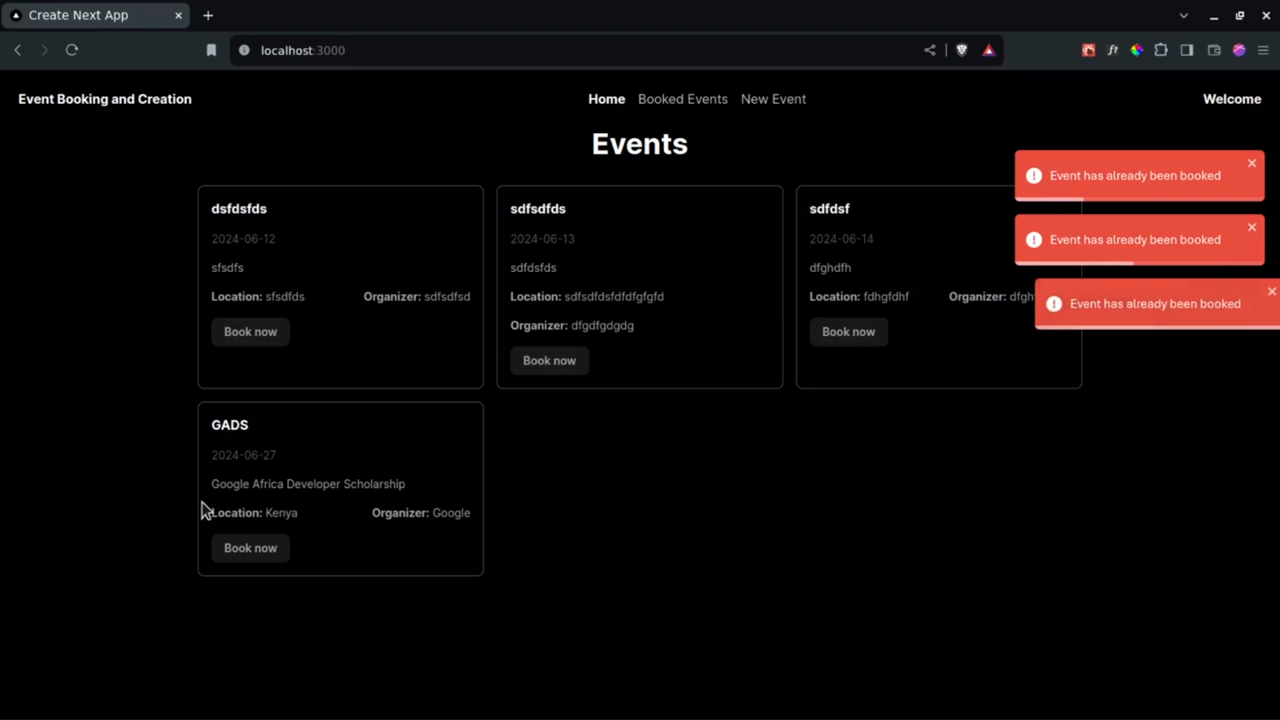 Create Next App
localhost:3000
Event Booking and Creation
Home
Booked Events
New Event
Welcome
Events
Event has already been booked
Event has already been booked
Event has already been booked
dsfdsfds
2024-06-12
sfsdfs
Location: sfsdfds
Organizer: sdfsdfsd
Book now
sdfsdfds
2024-06-13
sdfdsfds
Location: sdfsdfdsfdfdfgfgfd
Organizer: dfgdfgdgdg
Book now
sdfdsf
2024-06-14
dfghdfh
Location: fdhgfdhf
Organizer: dfgh
Book now
GADS
2024-06-27
Google Africa Developer Scholarship
Location: Kenya
Organizer: Google
Book now